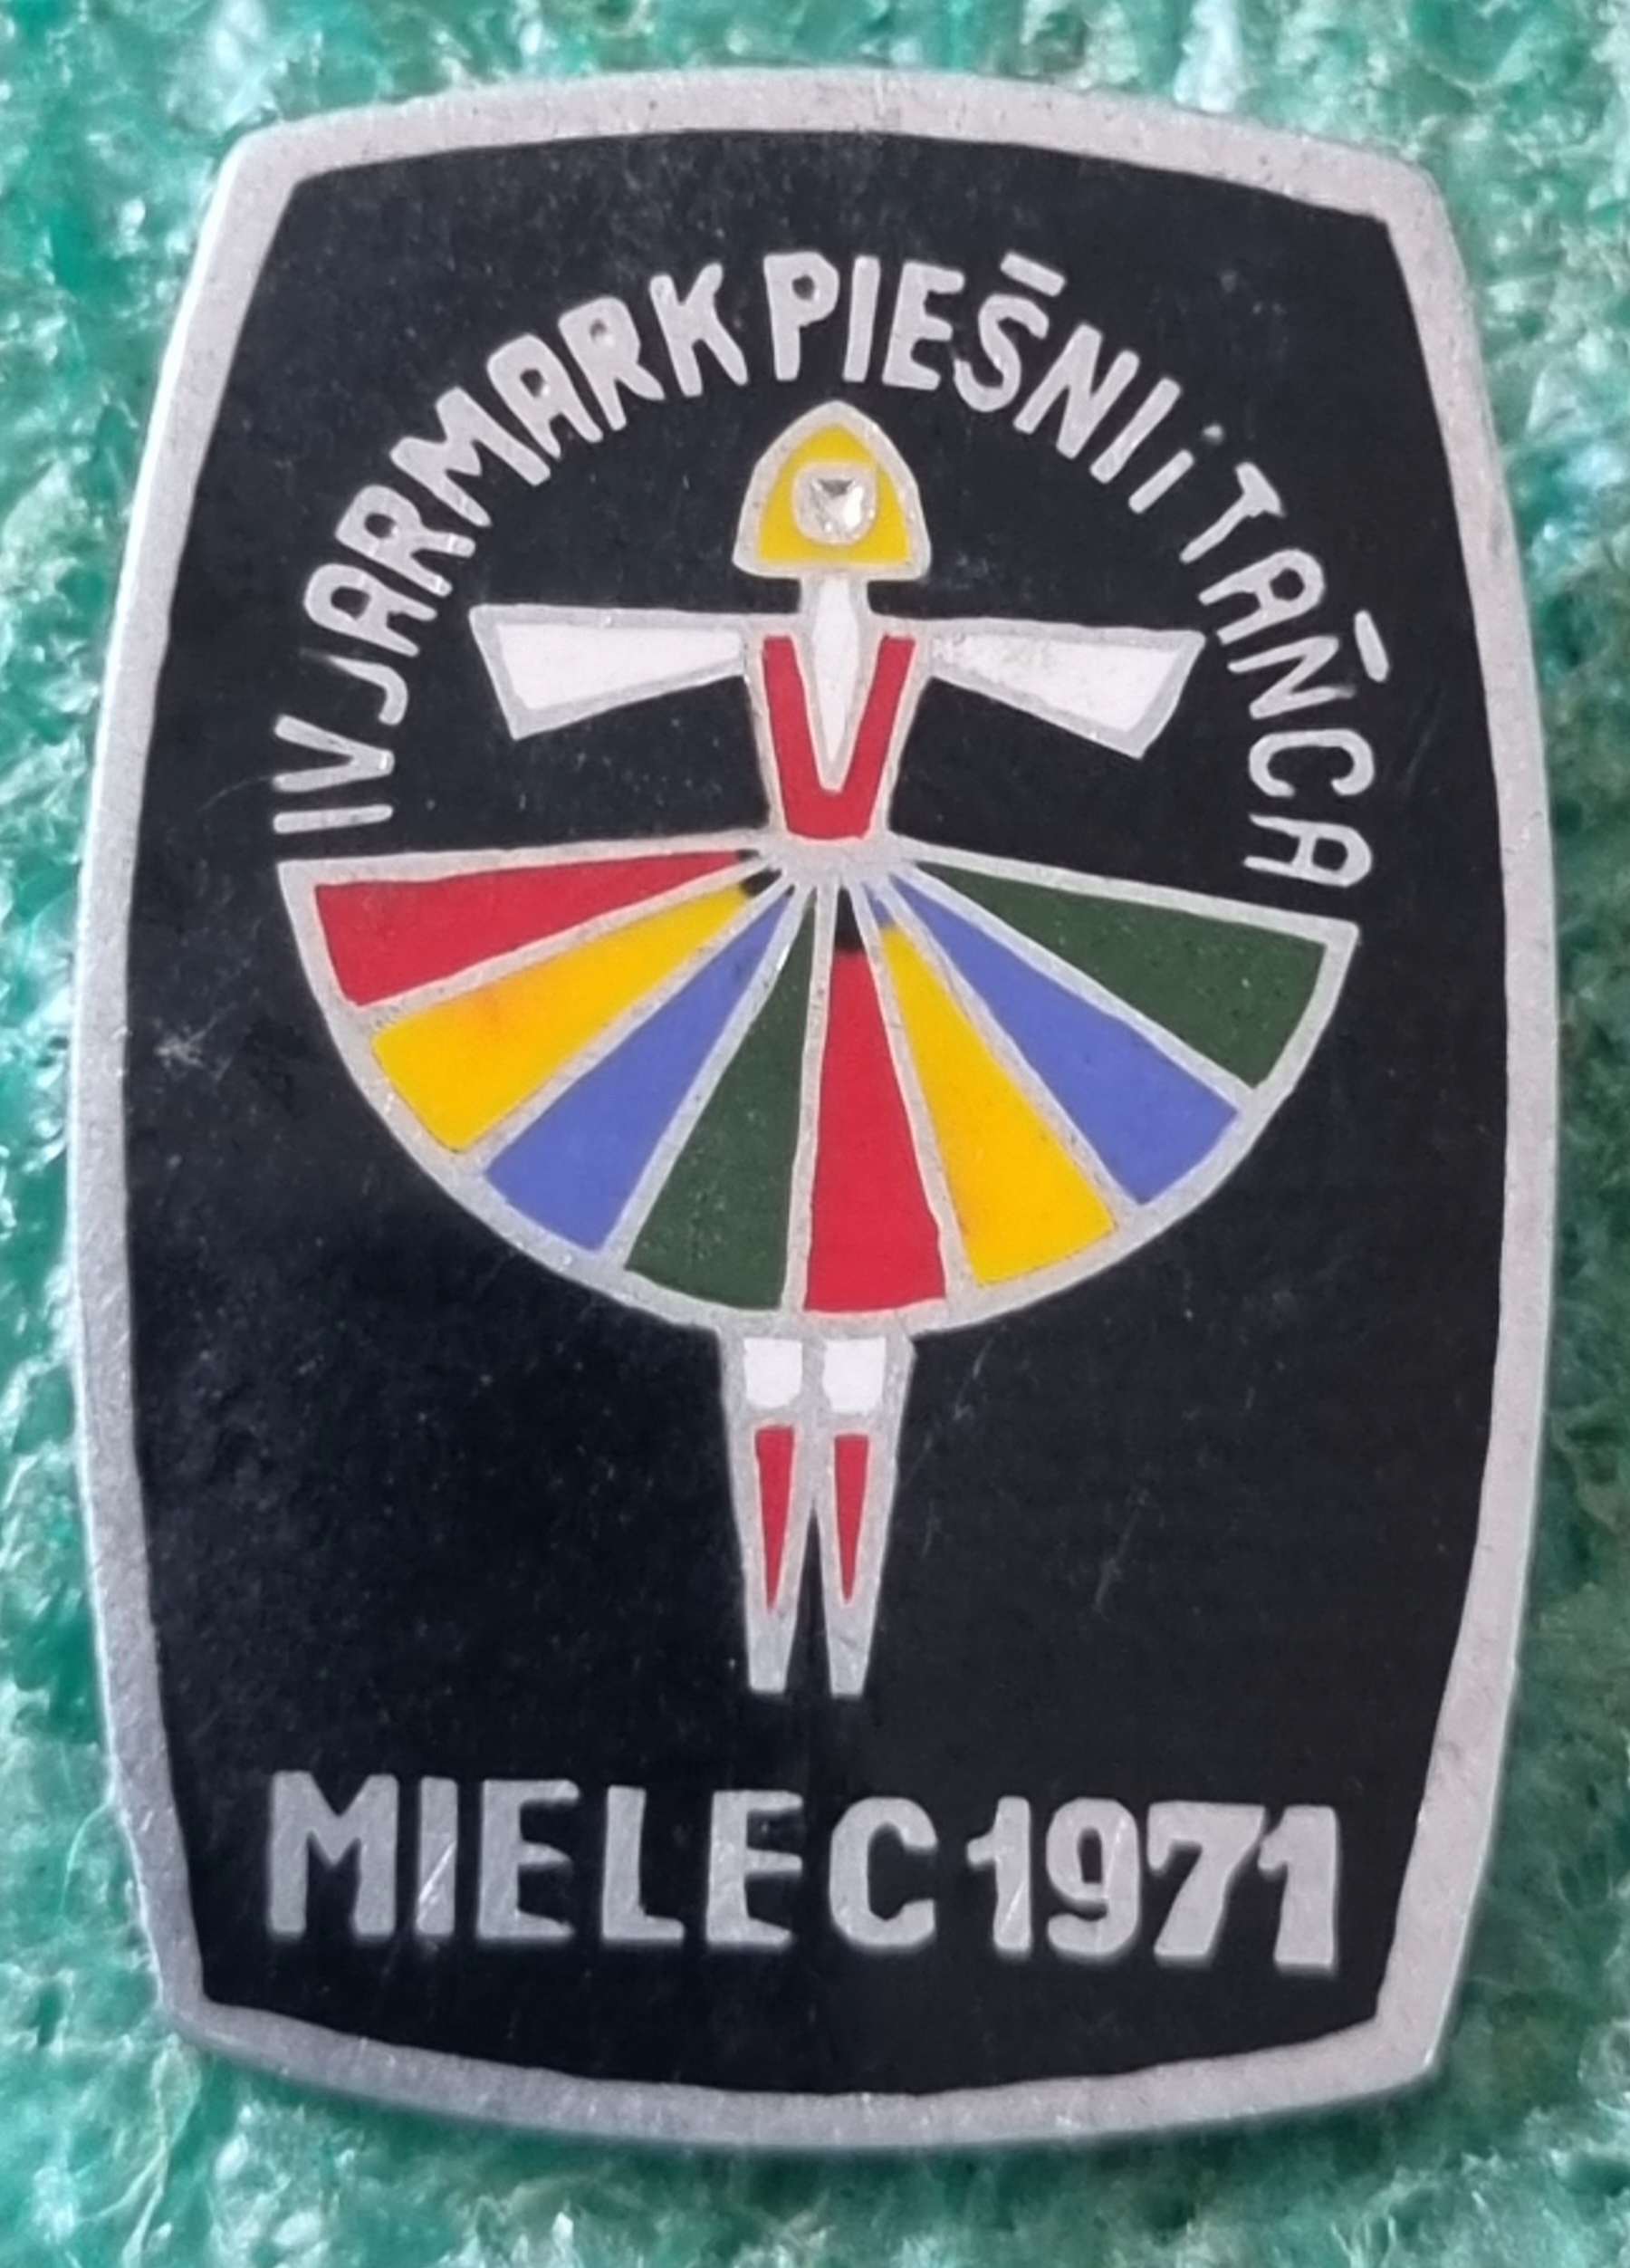 IV JARMARK PIEŚNI i TAŃCA
MIELEC 1971